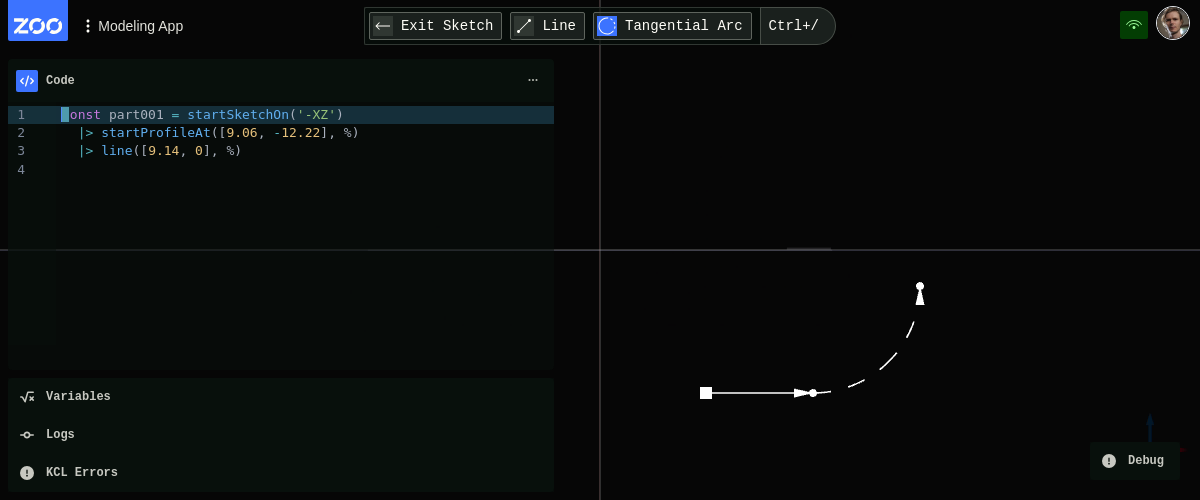 ZOO
Modeling App
Exit Sketch
Line
Tangential Arc
Ctrl+/
Code
...
1 onst part001 = startSketchOn('-XZ')
2 |> startProfileAt([9.06, -12.22], %)
3 |> line([9.14, 0], %)
4
Variables
Logs
KCL Errors
Debug